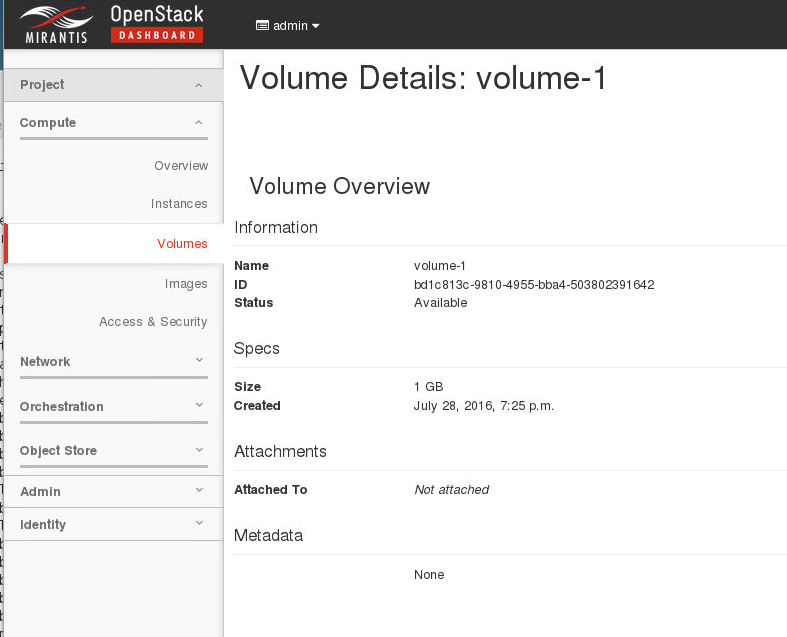 MIRANTIS
OpenStack
DASHBOARD
admin
Project
Compute
Overview
Instances
Volumes
Images
Access & Security
Network
Orchestration
Object Store
Admin
Identity
Volume Details: volume-1
Volume Overview
Information
Name volume-1
ID bd1c813c-9810-4955-bba4-503802391642
Status Available
Specs
Size 1 GB
Created July 28, 2016, 7:25 p.m.
Attachments
Attached To Not attached
Metadata
None